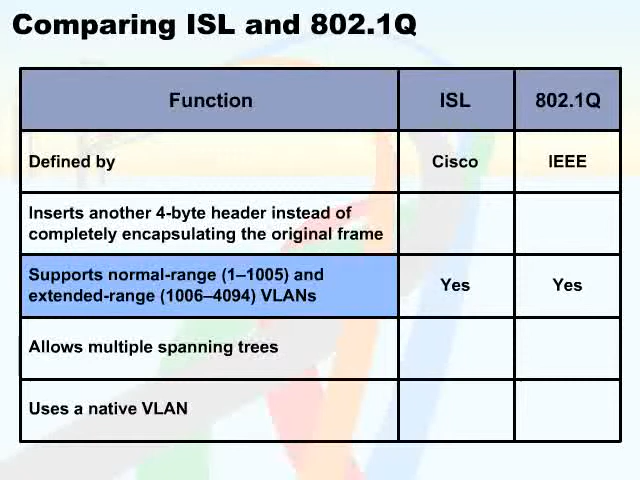 Comparing ISL and 802.1Q
Function ISL 802.1Q
Defined by Cisco IEEE
Inserts another 4-byte header instead of
completely encapsulating the original frame
Supports normal-range (1–1005) and
extended-range (1006–4094) VLANs
Yes Yes
Allows multiple spanning trees
Uses a native VLAN